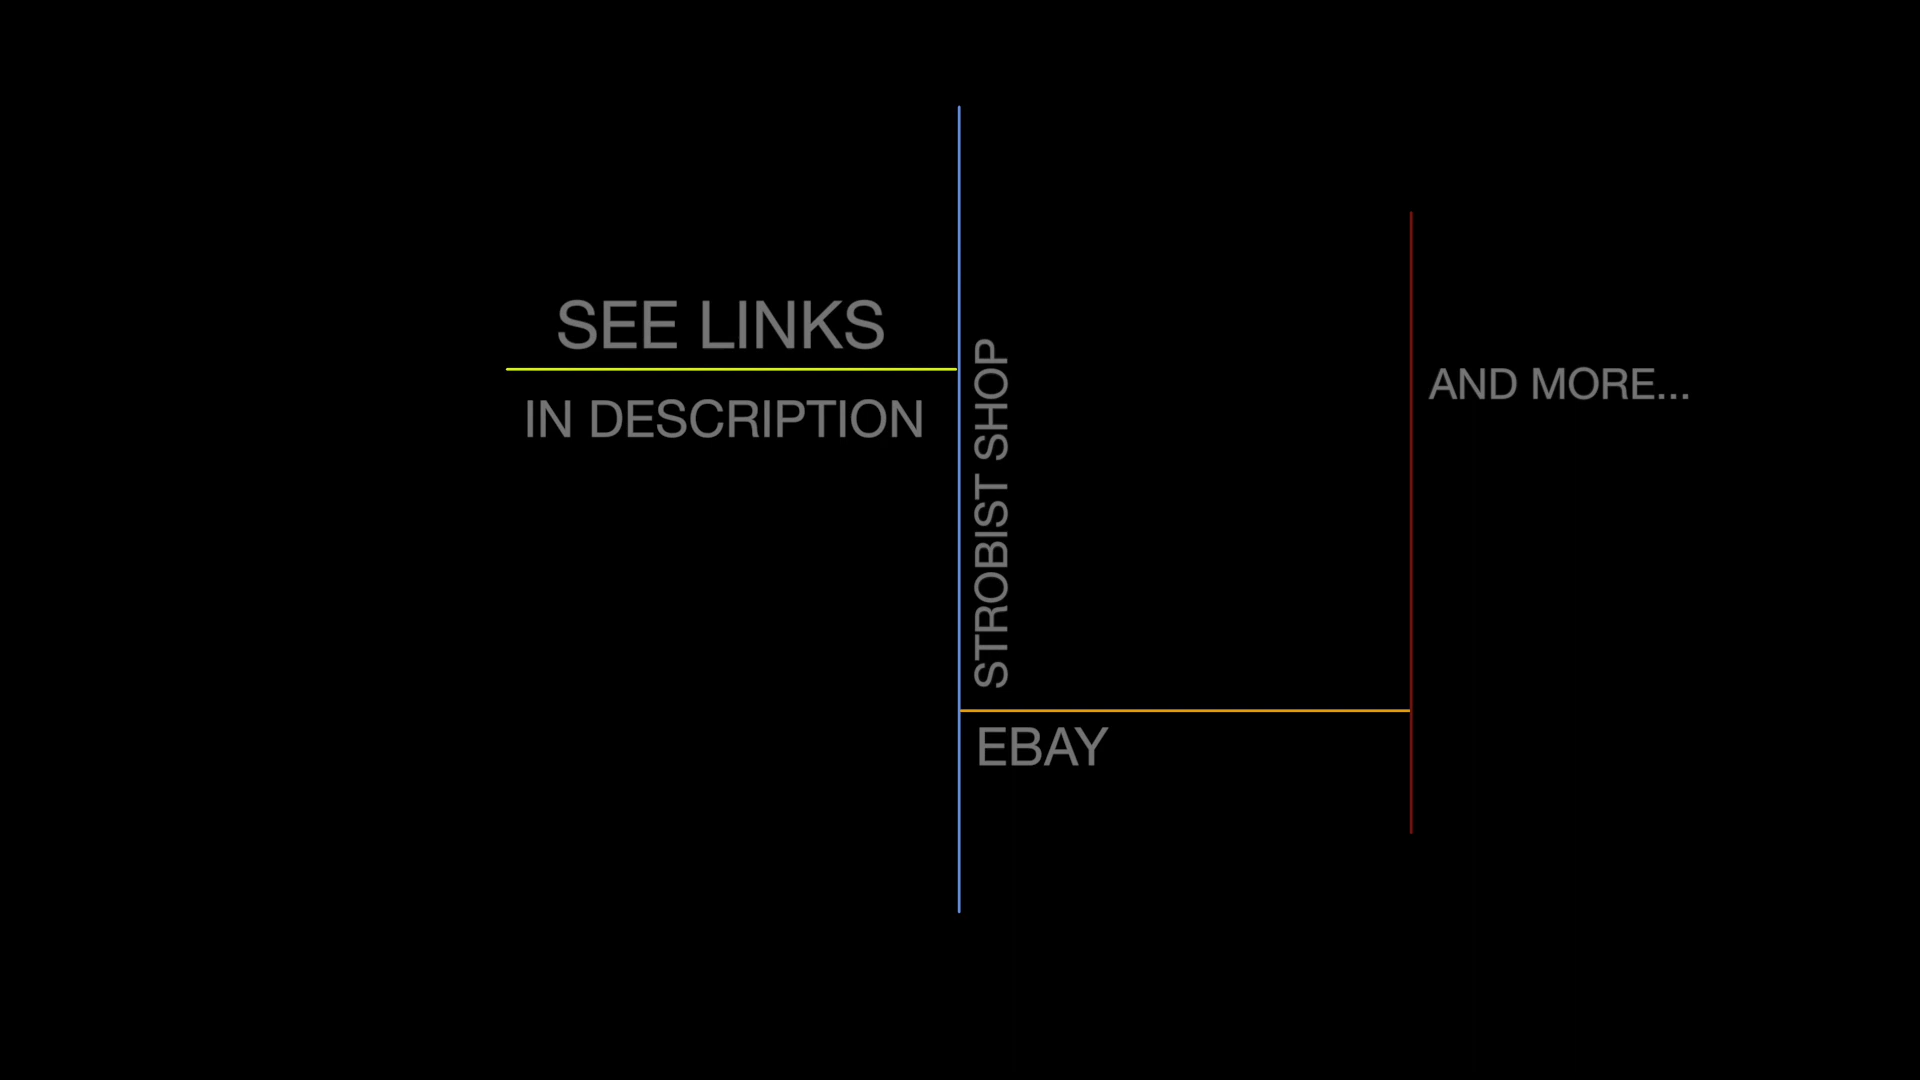 SEE LINKS
IN DESCRIPTION
STROBIST SHOP
EBAY
AND MORE...